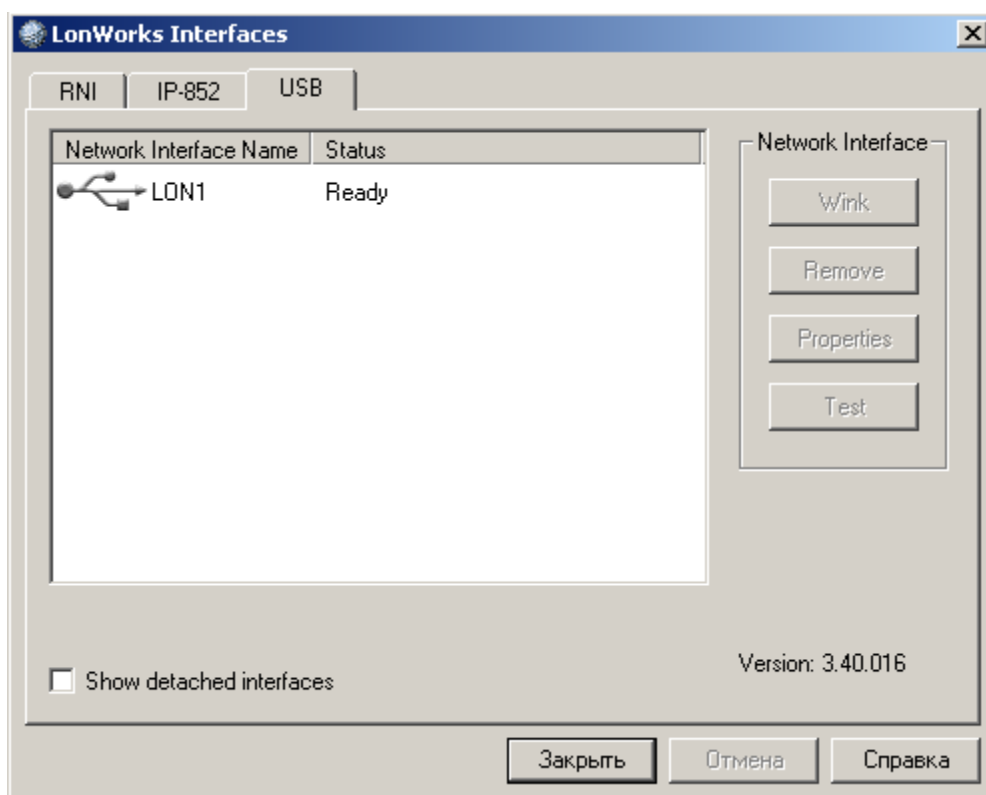 LonWorks Interfaces
RNI IP-852 USB
Network Interface Name Status
LON1 Ready
Network Interface
Wink
Remove
Properties
Test
Show detached interfaces
Version: 3.40.016
Закрыть Отмена Справка